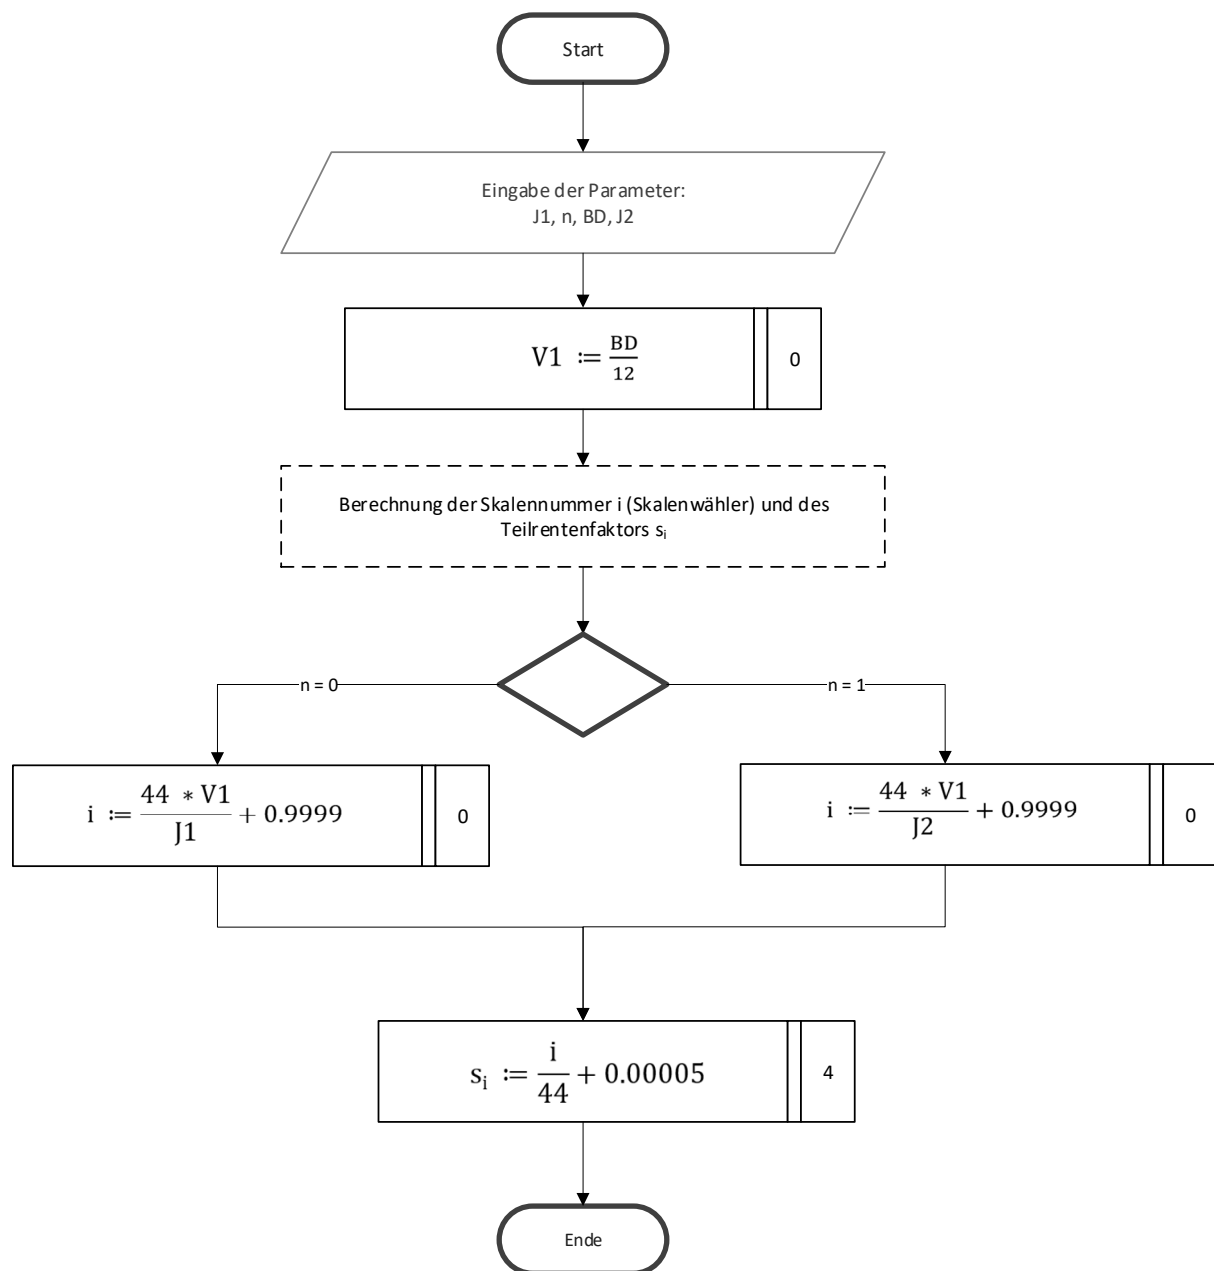 Start
Eingabe der Parameter:
J1, n, BD, J2
V1 := BD/12
0
Berechnung der Skalennummer i (Skalenwähler) und des
Teilrentenfaktors sᵢ
n = 0
n = 1
i := 44 * V1/J1 + 0.9999
0
i := 44 * V1/J2 + 0.9999
0
sᵢ := i/44 + 0.00005
4
Ende